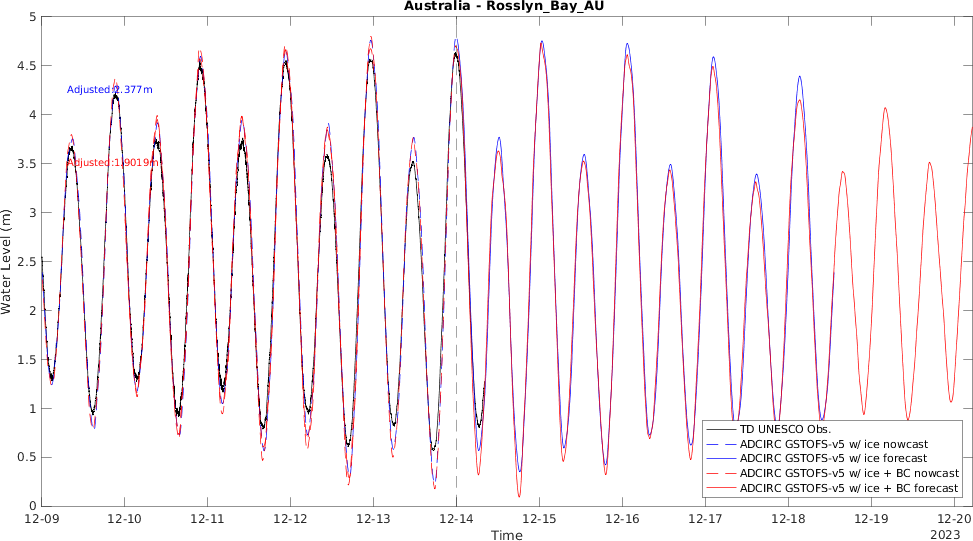 Australia - Rosslyn_Bay_AU
5
4.5
4
3.5
3
2.5
2
1.5
1
0.5
0
Water Level (m)
Adjusted:2.377m
Adjusted:1.9019m
TD UNESCO Obs.
ADCIRC GSTOFS-v5 w/ ice nowcast
ADCIRC GSTOFS-v5 w/ ice forecast
ADCIRC GSTOFS-v5 w/ ice + BC nowcast
ADCIRC GSTOFS-v5 w/ ice + BC forecast
12-09 12-10 12-11 12-12 12-13 12-14 12-15 12-16 12-17 12-18 12-19 12-20
Time
2023